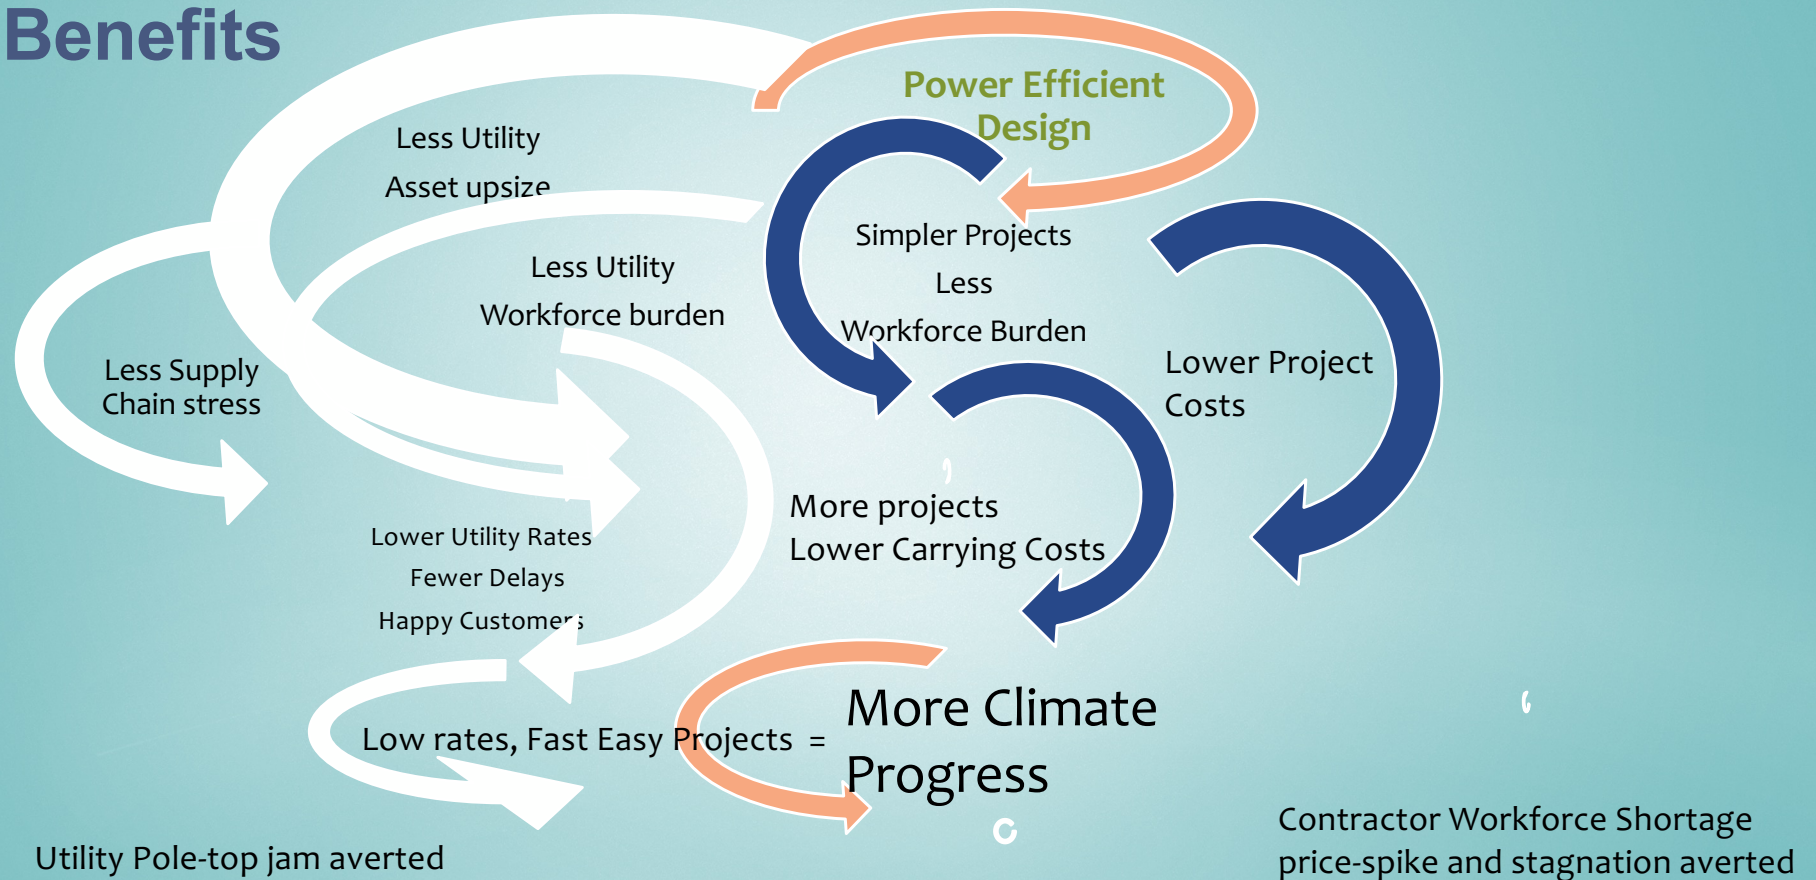 Benefits
Power Efficient
Design
Less Utility
Asset upsize
Less Utility
Workforce burden
Simpler Projects
Less
Workforce Burden
Less Supply
Chain stress
Lower Project
Costs
More projects
Lower Carrying Costs
Lower Utility Rates
Fewer Delays
Happy Customers
Low rates, Fast Easy Projects =
More Climate
Progress
Utility Pole-top jam averted
Contractor Workforce Shortage
price-spike and stagnation averted